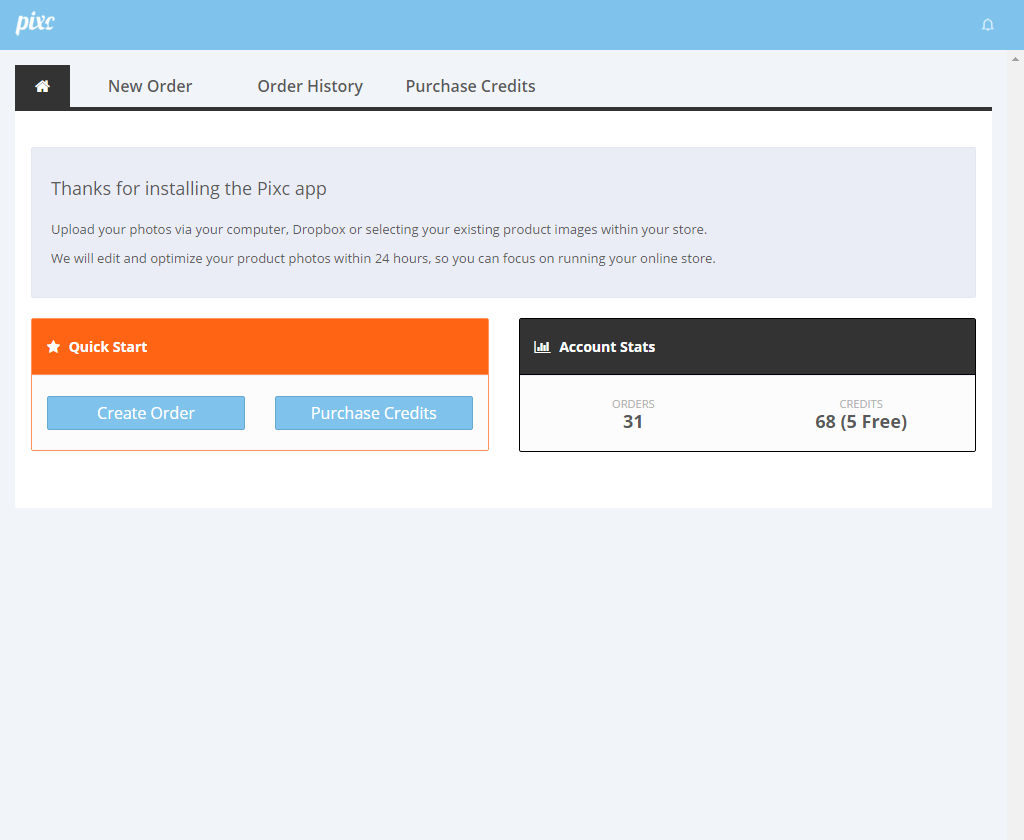 pixc
New Order Order History Purchase Credits
Thanks for installing the Pixc app
Upload your photos via your computer, Dropbox or selecting your existing product images within your store.
We will edit and optimize your product photos within 24 hours, so you can focus on running your online store.
Quick Start
Create Order Purchase Credits
Account Stats
ORDERS CREDITS
31 68 (5 Free)